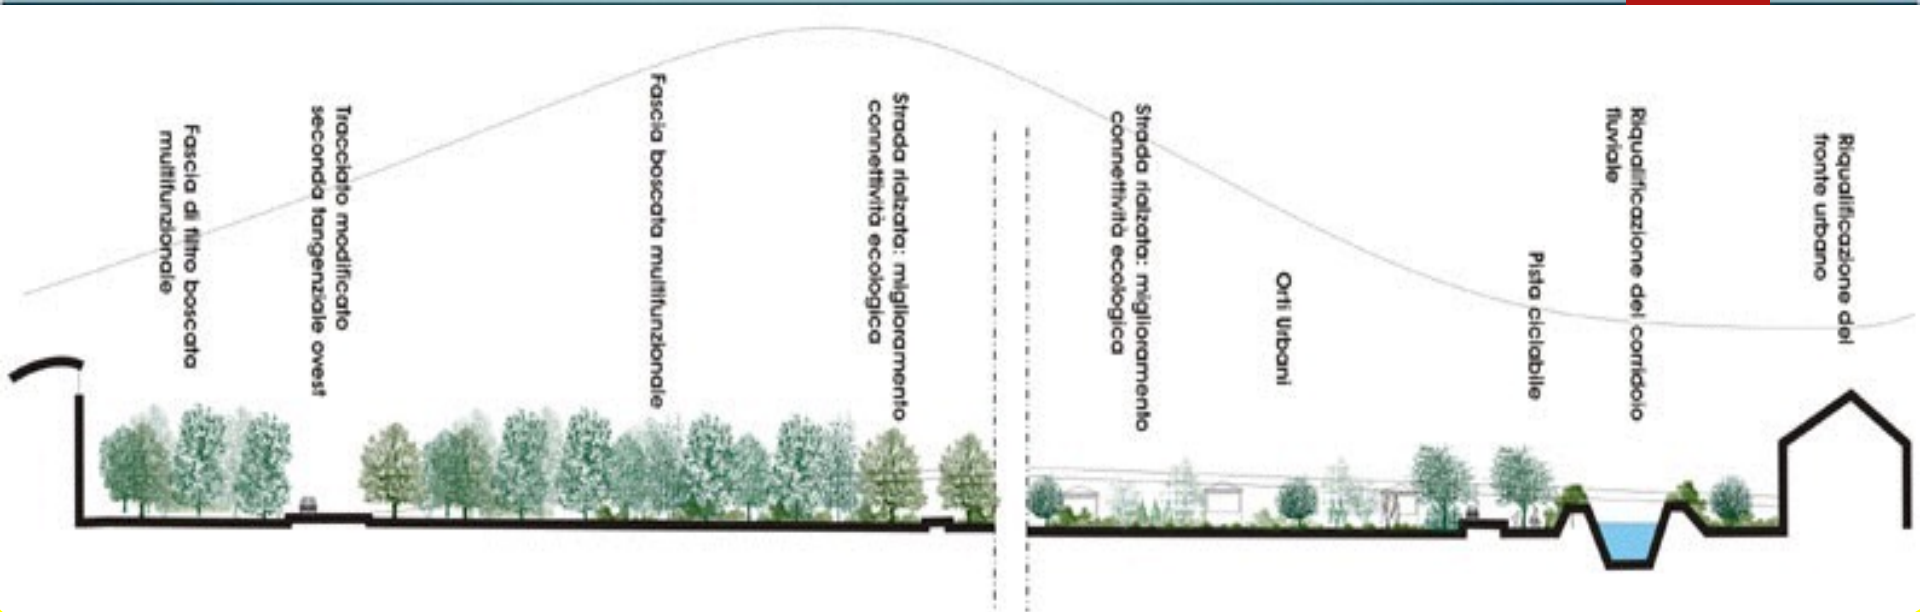 Fascia di filtro boscata
multifunzionale
Tracciato modificato
seconda tangenziale ovest
Fascia boscata multifunzionale
Strada rialzata: miglioramento
connettività ecologica
Strada rialzata: miglioramento
connettività ecologica
Orti Urbani
Pista ciclabile
Riqualificazione del corridoio
fluviale
Riqualificazione del
fronte urbano